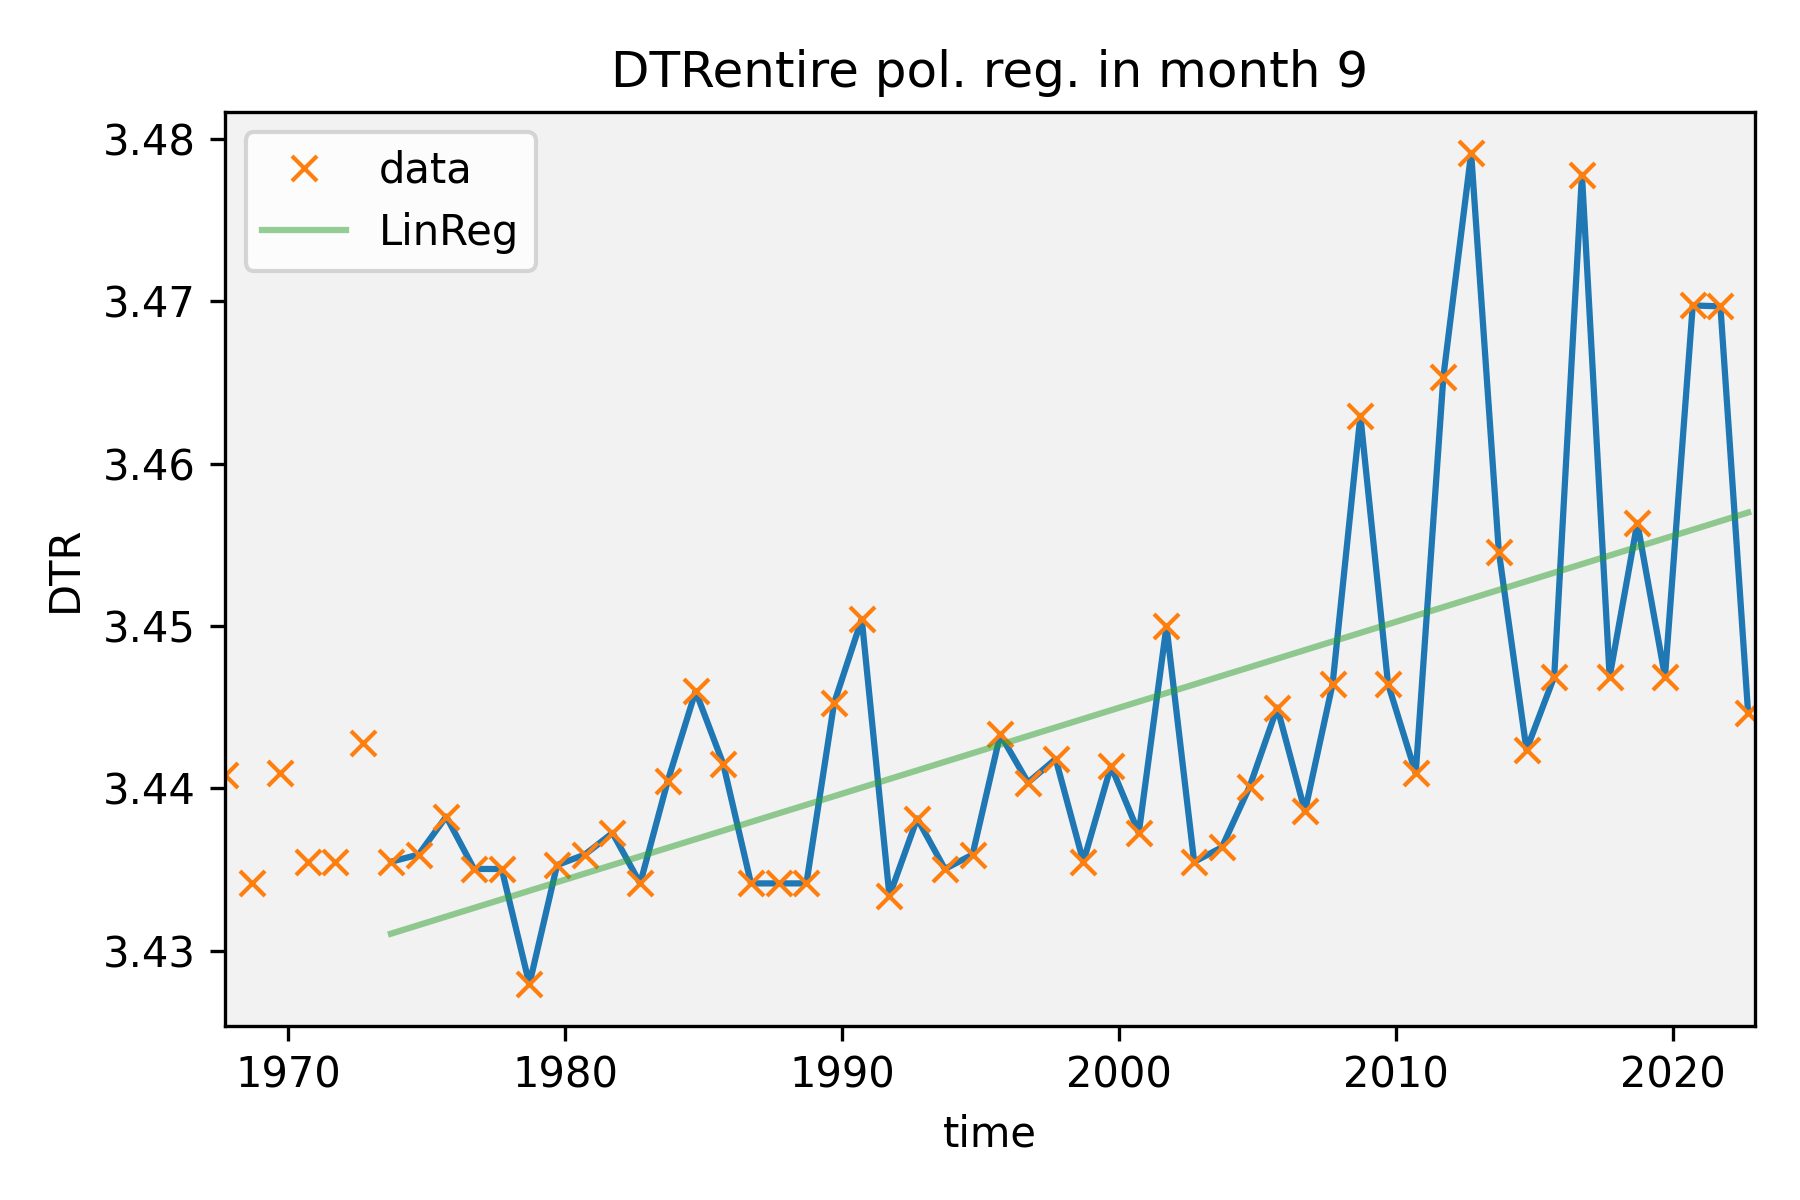 DTRentire pol. reg. in month 9
data
LinReg
3.48
3.47
3.46
3.45
3.44
3.43
DTR
1970 1980 1990 2000 2010 2020
time